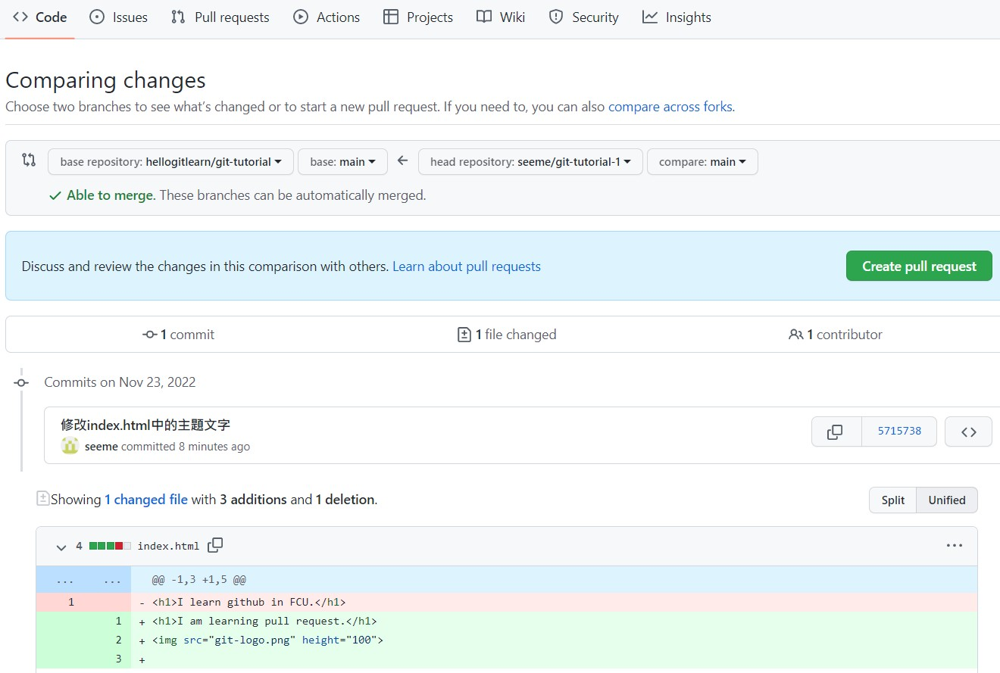 Code Issues Pull requests Actions Projects Wiki Security Insights
Comparing changes
Choose two branches to see what's changed or to start a new pull request. If you need to, you can also compare across forks.
base repository: hellogitlearn/git-tutorial base: main ← head repository: seeme/git-tutorial-1 compare: main
Able to merge. These branches can be automatically merged.
Discuss and review the changes in this comparison with others. Learn about pull requests Create pull request
1 commit 1 file changed 1 contributor
Commits on Nov 23, 2022
修改index.html中的主題文字
seeme committed 8 minutes ago
5715738
Showing 1 changed file with 3 additions and 1 deletion.
Split Unified
4 index.html
... ... @@ -1,3 +1,5 @@
1 - <h1>I learn github in FCU.</h1>
1 + <h1>I am learning pull request.</h1>
2 + <img src="git-logo.png" height="100">
3 +